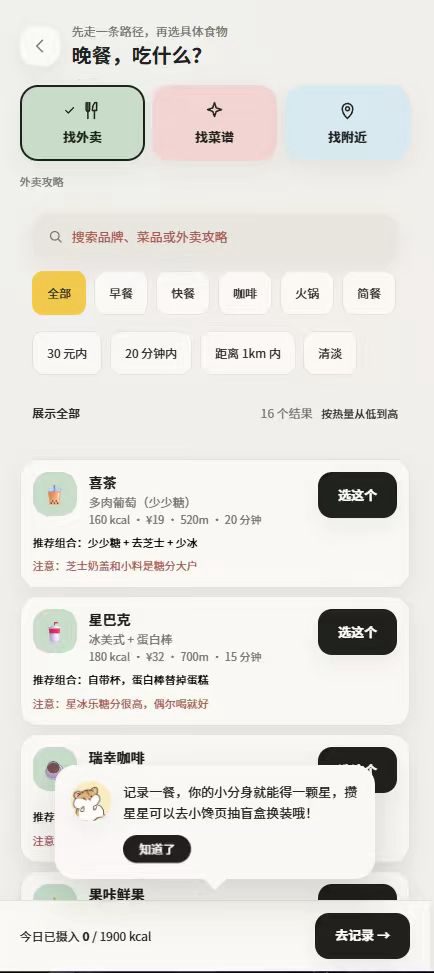 先走一条路径，再选具体食物
晚餐，吃什么？
找外卖
找菜谱
找附近
外卖攻略
搜索品牌、菜品或外卖攻略
全部 早餐 快餐 咖啡 火锅 简餐
30 元内 20 分钟内 距离 1km 内 清淡
展示全部 16 个结果 按热量从低到高
喜茶
选这个
多肉葡萄（少少糖）
160 kcal · ¥19 · 520m · 20 分钟
推荐组合：少少糖 + 去芝士 + 少冰
注意：芝士奶盖和小料是糖分大户
星巴克
选这个
冰美式 + 蛋白棒
180 kcal · ¥32 · 700m · 15 分钟
推荐组合：自带杯，蛋白棒替掉蛋糕
注意：星冰乐糖分很高，偶尔喝就好
瑞幸咖啡
推荐
注意
记录一餐，你的小分身就能得一颗星，攒
星星可以去小馋页抽盲盒换装哦！
知道了
果咔鲜果
今日已摄入 0 / 1900 kcal
去记录 →